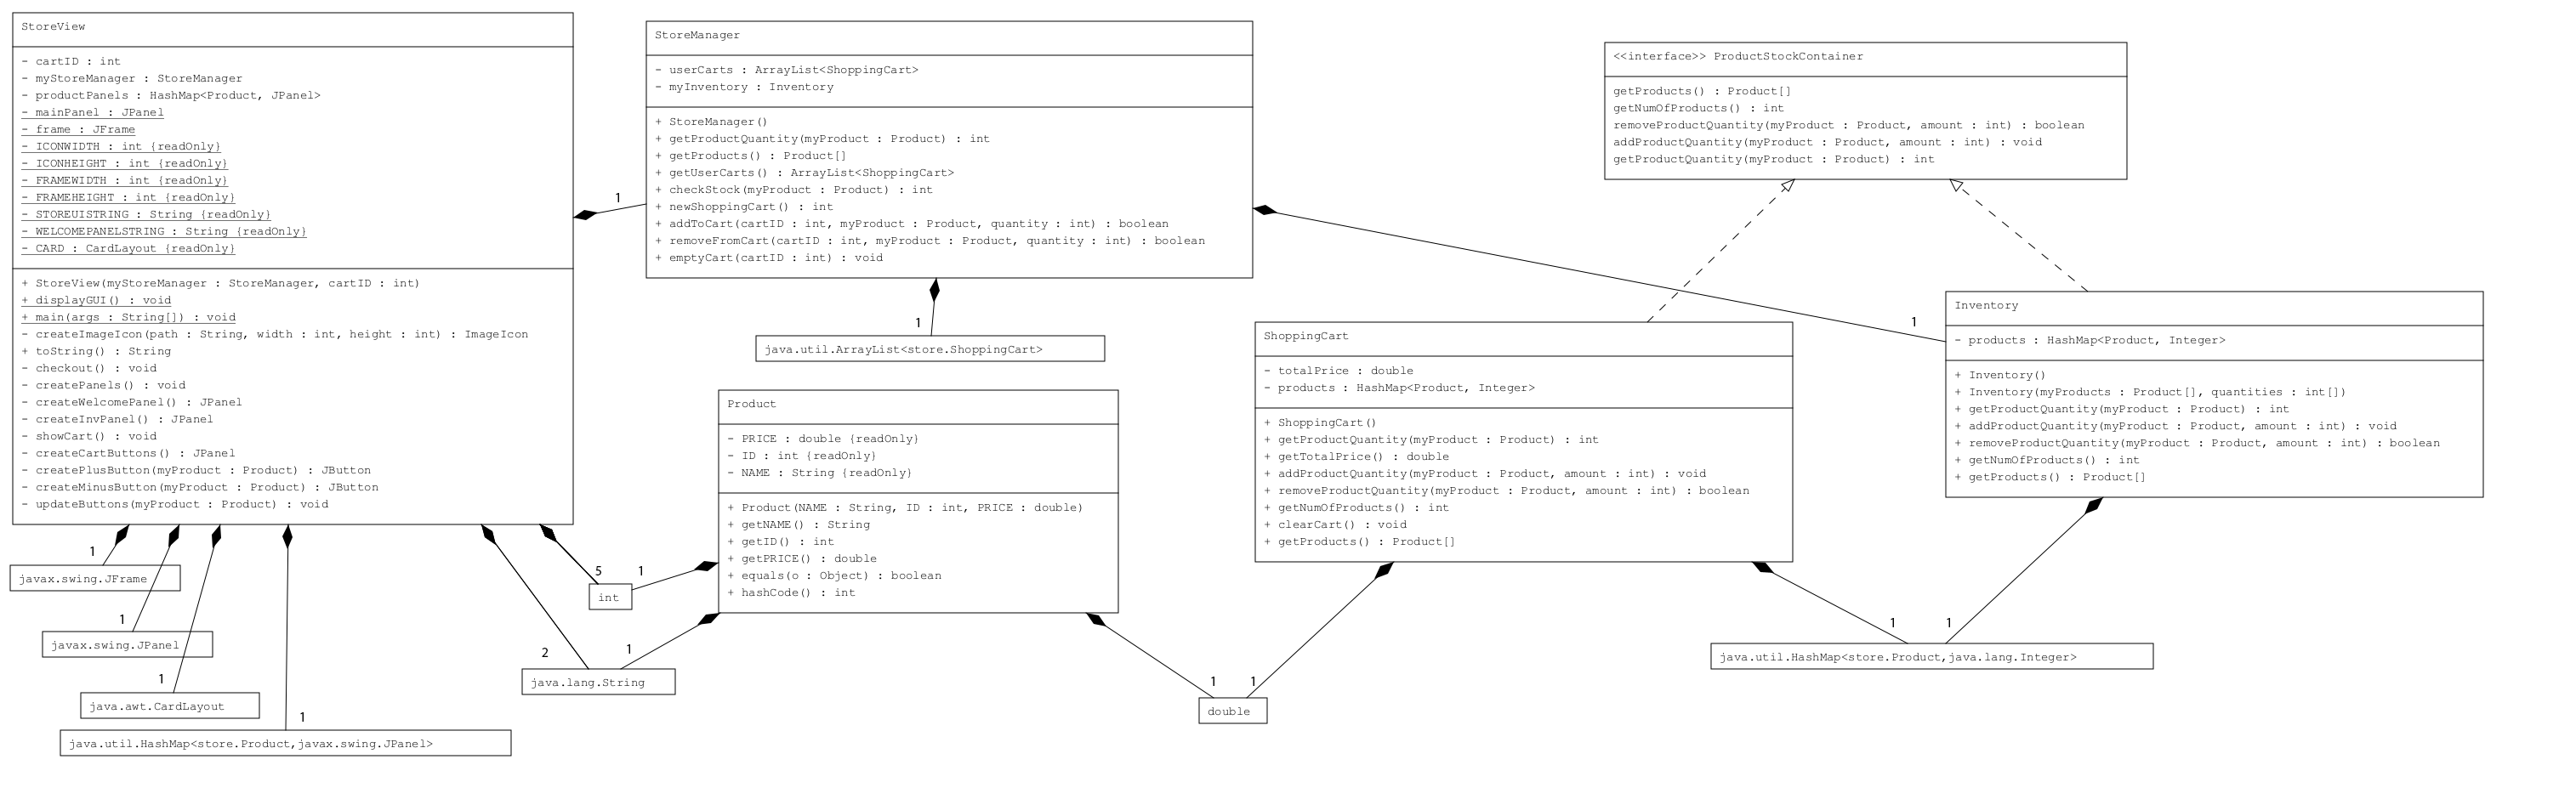 StoreView
- cartID : int
- myStoreManager : StoreManager
- productPanels : HashMap<Product, JPanel>
- mainPanel : JPanel
- frame : JFrame
- ICONWIDTH : int {readOnly}
- ICONHEIGHT : int {readOnly}
- FRAMEWIDTH : int {readOnly}
- FRAMEHEIGHT : int {readOnly}
- STOREUISTRING : String {readOnly}
- WELCOMEPANELSTRING : String {readOnly}
- CARD : CardLayout {readOnly}
+ StoreView(myStoreManager : StoreManager, cartID : int)
+ displayGUI() : void
+ main(args : String[]) : void
- createImageIcon(path : String, width : int, height : int) : ImageIcon
+ toString() : String
- checkout() : void
- createPanels() : void
- createWelcomePanel() : JPanel
- createInvPanel() : JPanel
- showCart() : void
- createCartButtons() : JPanel
- createPlusButton(myProduct : Product) : JButton
- createMinusButton(myProduct : Product) : JButton
- updateButtons(myProduct : Product) : void
1
StoreManager
- userCarts : ArrayList<ShoppingCart>
- myInventory : Inventory
+ StoreManager()
+ getProductQuantity(myProduct : Product) : int
+ getProducts() : Product[]
+ getUserCarts() : ArrayList<ShoppingCart>
+ checkStock(myProduct : Product) : int
+ newShoppingCart() : int
+ addToCart(cartID : int, myProduct : Product, quantity : int) : boolean
+ removeFromCart(cartID : int, myProduct : Product, quantity : int) : boolean
+ emptyCart(cartID : int) : void
1
java.util.ArrayList<store.ShoppingCart>
<<interface>> ProductStockContainer
getProducts() : Product[]
getNumOfProducts() : int
removeProductQuantity(myProduct : Product, amount : int) : boolean
addProductQuantity(myProduct : Product, amount : int) : void
getProductQuantity(myProduct : Product) : int
1
Inventory
- products : HashMap<Product, Integer>
+ Inventory()
+ Inventory(myProducts : Product[], quantities : int[])
+ getProductQuantity(myProduct : Product) : int
+ addProductQuantity(myProduct : Product, amount : int) : void
+ removeProductQuantity(myProduct : Product, amount : int) : boolean
+ getNumOfProducts() : int
+ getProducts() : Product[]
ShoppingCart
- totalPrice : double
- products : HashMap<Product, Integer>
+ ShoppingCart()
+ getProductQuantity(myProduct : Product) : int
+ getTotalPrice() : double
+ addProductQuantity(myProduct : Product, amount : int) : void
+ removeProductQuantity(myProduct : Product, amount : int) : boolean
+ getNumOfProducts() : int
+ clearCart() : void
+ getProducts() : Product[]
Product
- PRICE : double {readOnly}
- ID : int {readOnly}
- NAME : String {readOnly}
+ Product(NAME : String, ID : int, PRICE : double)
+ getNAME() : String
+ getID() : int
+ getPRICE() : double
+ equals(o : Object) : boolean
+ hashCode() : int
1
javax.swing.JFrame
1
javax.swing.JPanel
1
java.awt.CardLayout
1
java.util.HashMap<store.Product,javax.swing.JPanel>
5 1
int
2 1
java.lang.String
1 1
double
1 1
java.util.HashMap<store.Product,java.lang.Integer>